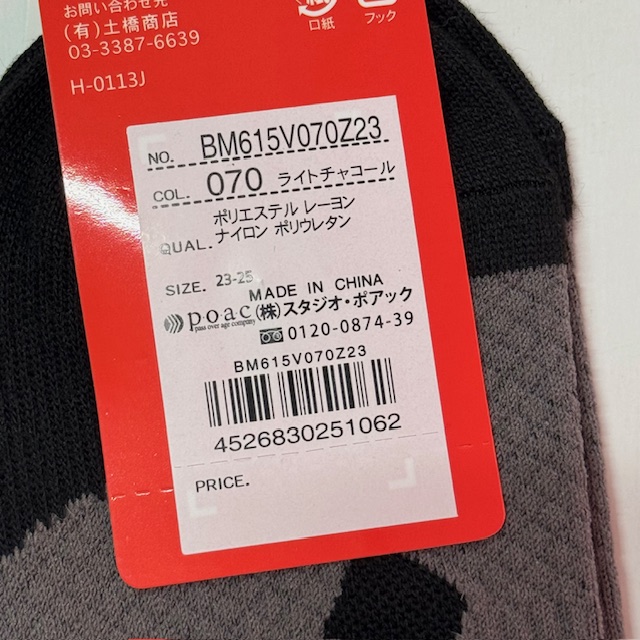 お問い合わせ先
(有)土橋商店
03-3387-6639
H-0113J
口紙
フック
NO. BM615V070Z23
COL. 070 ライトチャコール
QUAL. ポリエステル レーヨン
ナイロン ポリウレタン
SIZE. 23-25
MADE IN CHINA
poac (株)スタジオ・ポアック
pass over age company
0120-0874-39
BM615V070Z23
4526830251062
PRICE.